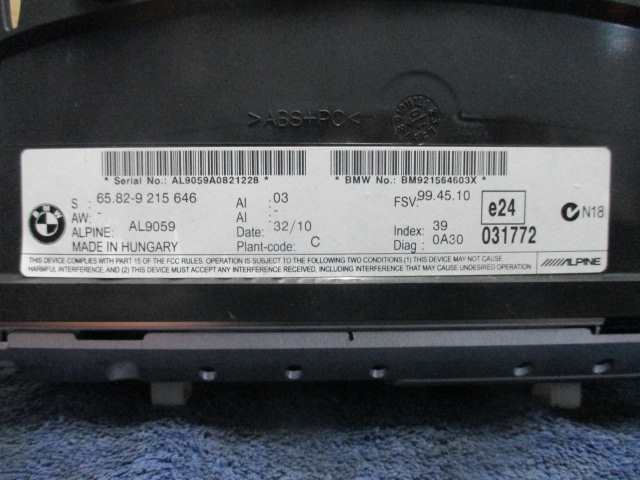 >ABS+PC<
* Serial No.: AL9059A0821228 *
* BMW No.: BM921564603X *
BMW
S : 65.82-9 215 646 AI : 03 FSV: 99.45.10 e24 N18
AW: - AI : -
ALPINE: AL9059 Date: 32/10 Index: 39 031772
MADE IN HUNGARY Plant-code: C Diag : 0A30
THIS DEVICE COMPLIES WITH PART 15 OF THE FCC RULES. OPERATION IS SUBJECT TO THE FOLLOWING TWO CONDITIONS (1) THIS DEVICE MAY NOT CAUSE
HARMFUL INTERFERENCE, AND (2) THIS DEVICE MUST ACCEPT ANY INTERFERENCE RECEIVED, INCLUDING INTERFERENCE THAT MAY CAUSE UNDESIRED OPERATION
ALPINE